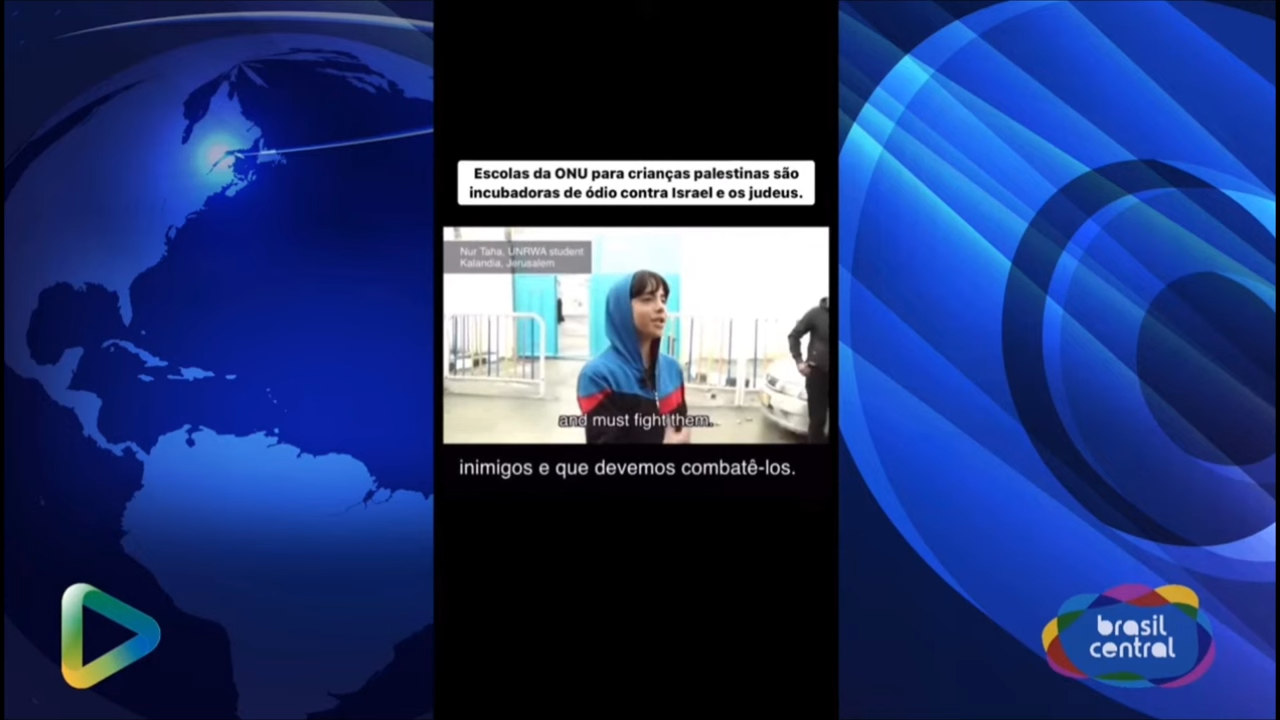 Escolas da ONU para crianças palestinas são
incubadoras de ódio contra Israel e os judeus.
Nur Taha, UNRWA student
Kalandia, Jerusalem
and must fight them...
inimigos e que devemos combatê-los.
brasil
central